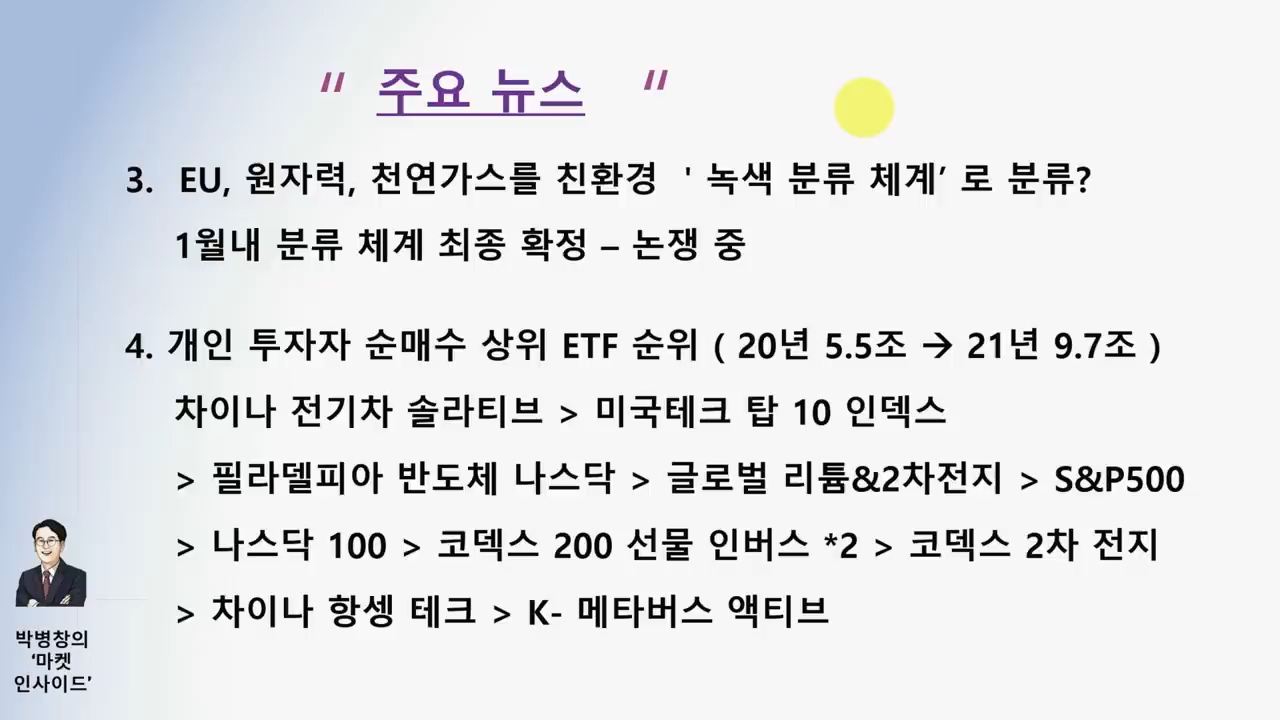 " 주요 뉴스 "
3. EU, 원자력, 천연가스를 친환경 ' 녹색 분류 체계’ 로 분류?
1월내 분류 체계 최종 확정 – 논쟁 중
4. 개인 투자자 순매수 상위 ETF 순위 ( 20년 5.5조 → 21년 9.7조 )
차이나 전기차 솔라티브 > 미국테크 탑 10 인덱스
> 필라델피아 반도체 나스닥 > 글로벌 리튬&2차전지 > S&P500
> 나스닥 100 > 코덱스 200 선물 인버스 *2 > 코덱스 2차 전지
> 차이나 항셍 테크 > K- 메타버스 액티브
박병창의
‘마켓
인사이드’